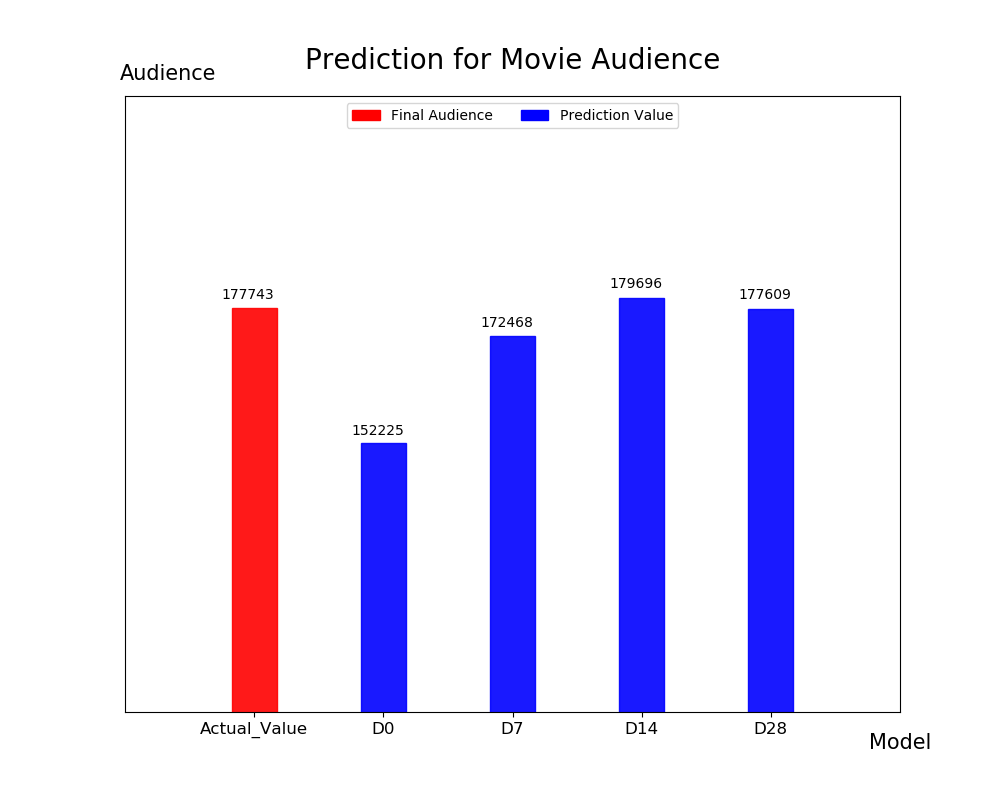 Prediction for Movie Audience
Audience
Final Audience Prediction Value
177743
152225
172468
179696
177609
Actual_Value D0 D7 D14 D28
Model